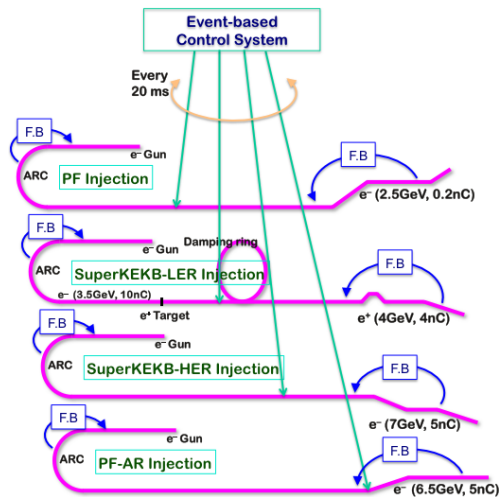 Event-based
Control System
Every
20 ms
F.B
e⁻ Gun
ARC
PF Injection
F.B
e⁻ (2.5GeV, 0.2nC)
F.B
e⁻ Gun
Damping ring
ARC
SuperKEKB-LER Injection
F.B
e⁻ (3.5GeV, 10nC)
e⁺ Target
e⁺ (4GeV, 4nC)
F.B
e⁻ Gun
ARC
SuperKEKB-HER Injection
F.B
e⁻ (7GeV, 5nC)
F.B
e⁻ Gun
ARC
PF-AR Injection
F.B
e⁻ (6.5GeV, 5nC)